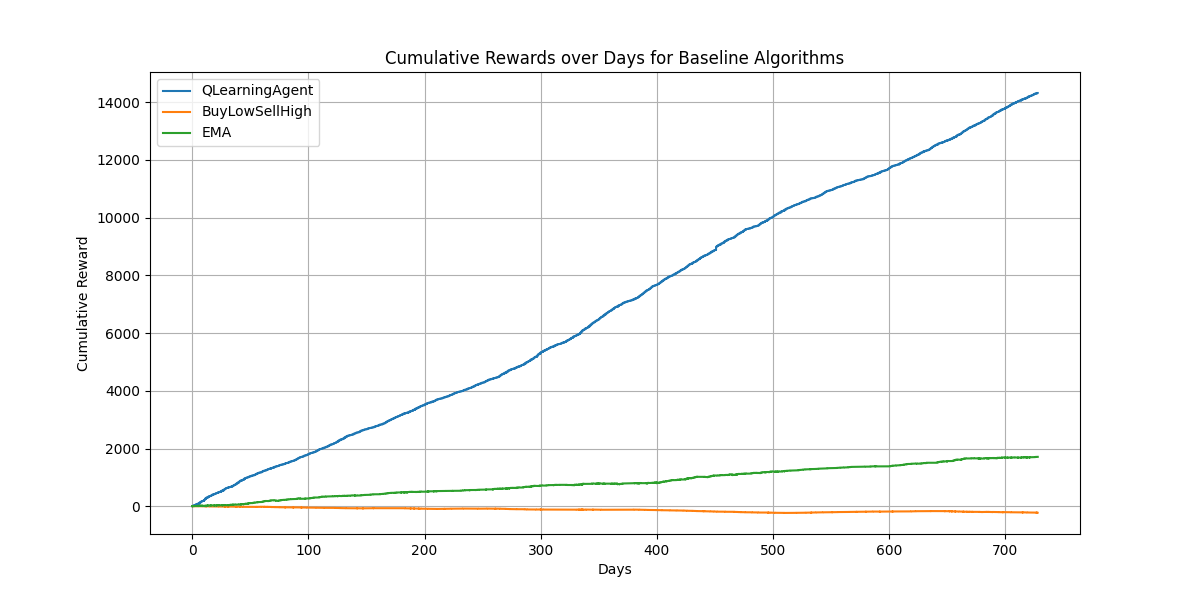 Cumulative Rewards over Days for Baseline Algorithms
QLearningAgent
BuyLowSellHigh
EMA
Cumulative Reward
14000
12000
10000
8000
6000
4000
2000
0
0 100 200 300 400 500 600 700
Days